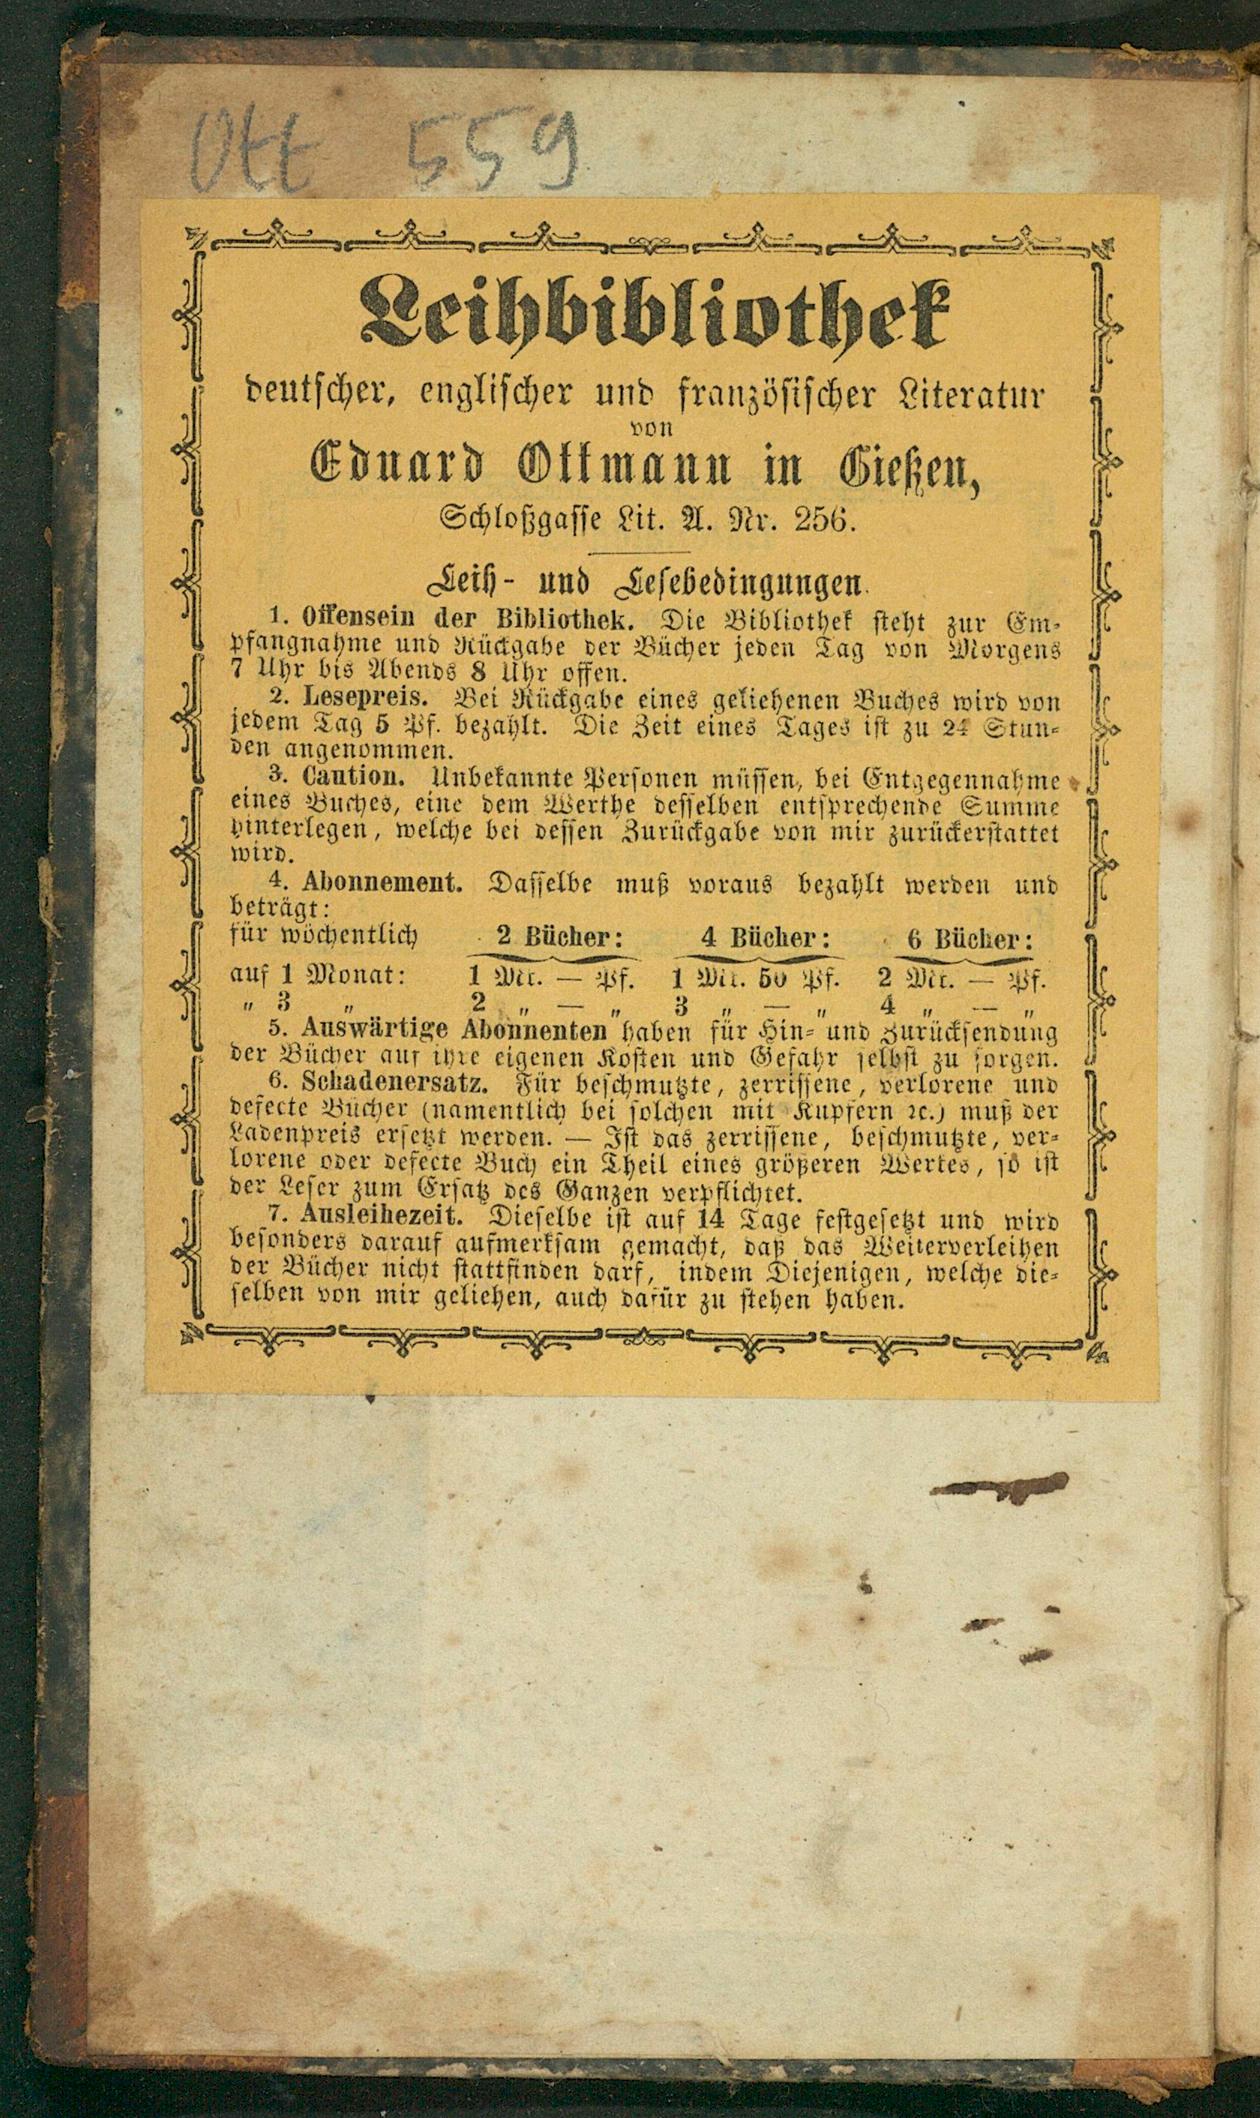 Ott 559
Leihbibliothek
deutscher, englischer und französischer Literatur
von
Eduard Ottmann in Gießen,
Schloßgasse Lit. A. Nr. 256.
Leih- und Lesebedingungen.
1. Offensein der Bibliothek. Die Bibliothek steht zur Em-
pfangnahme und Rückgabe der Bücher jeden Tag von Morgens
7 Uhr bis Abends 8 Uhr offen.
2. Lesepreis. Bei Rückgabe eines geliehenen Buches wird von
jedem Tag 5 Pf. bezahlt. Die Zeit eines Tages ist zu 24 Stun-
den angenommen.
3. Caution. Unbekannte Personen müssen, bei Entgegennahme
eines Buches, eine dem Werthe desselben entsprechende Summe
hinterlegen, welche bei dessen Zurückgabe von mir zurückerstattet
wird.
4. Abonnement. Dasselbe muß voraus bezahlt werden und
beträgt:
für wöchentlich 2 Bücher: 4 Bücher: 6 Bücher:
auf 1 Monat: 1 Mk. — Pf. 1 Mk. 50 Pf. 2 Mk. — Pf.
„ 3 „ 2 „ — „ 3 „ — „ 4 „ — „
5. Auswärtige Abonnenten haben für Hin- und Zurücksendung
der Bücher auf ihre eigenen Kosten und Gefahr selbst zu sorgen.
6. Schadenersatz. Für beschmutzte, zerrissene, verlorene und
defecte Bücher (namentlich bei solchen mit Kupfern ꝛc.) muß der
Ladenpreis ersetzt werden. — Ist das zerrissene, beschmutzte, ver-
lorene oder defecte Buch ein Theil eines größeren Werkes, so ist
der Leser zum Ersatz des Ganzen verpflichtet.
7. Ausleihezeit. Dieselbe ist auf 14 Tage festgesetzt und wird
besonders darauf aufmerksam gemacht, daß das Weiterverleihen
der Bücher nicht stattfinden darf, indem Diejenigen, welche die-
selben von mir geliehen, auch dafür zu stehen haben.